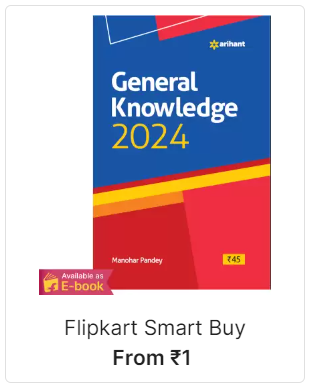 arihant
General
Knowledge
2024
Manohar Pandey
₹45
Available as
E-book
Flipkart Smart Buy
From ₹1